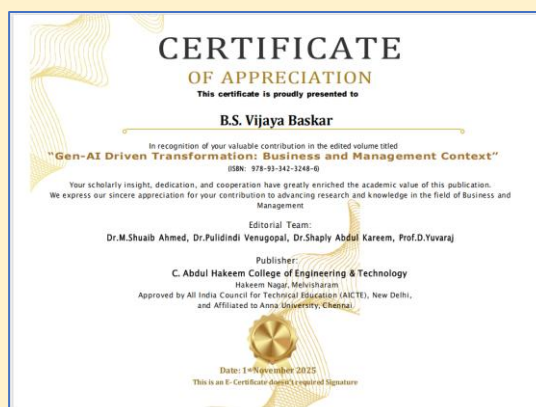 CERTIFICATE
OF APPRECIATION
This certificate is proudly presented to
B.S. Vijaya Baskar
In recognition of your valuable contribution in the edited volume titled
"Gen-AI Driven Transformation: Business and Management Context"
(ISBN: 978-93-342-3248-6)
Your scholarly insight, dedication, and cooperation have greatly enriched the academic value of this publication.
We express our sincere appreciation for your contribution to advancing research and knowledge in the field of Business and
Management
Editorial Team:
Dr.M.Shuaib Ahmed, Dr.Pulidindi Venugopal, Dr.Shaply Abdul Kareem, Prof.D.Yuvaraj
Publisher:
C. Abdul Hakeem College of Engineering & Technology
Hakeem Nagar, Melvisharam
Approved by All India Council for Technical Education (AICTE), New Delhi,
and Affiliated to Anna University, Chennai
Date: 1st November 2025
This is an E- Certificate doesn't required Signature